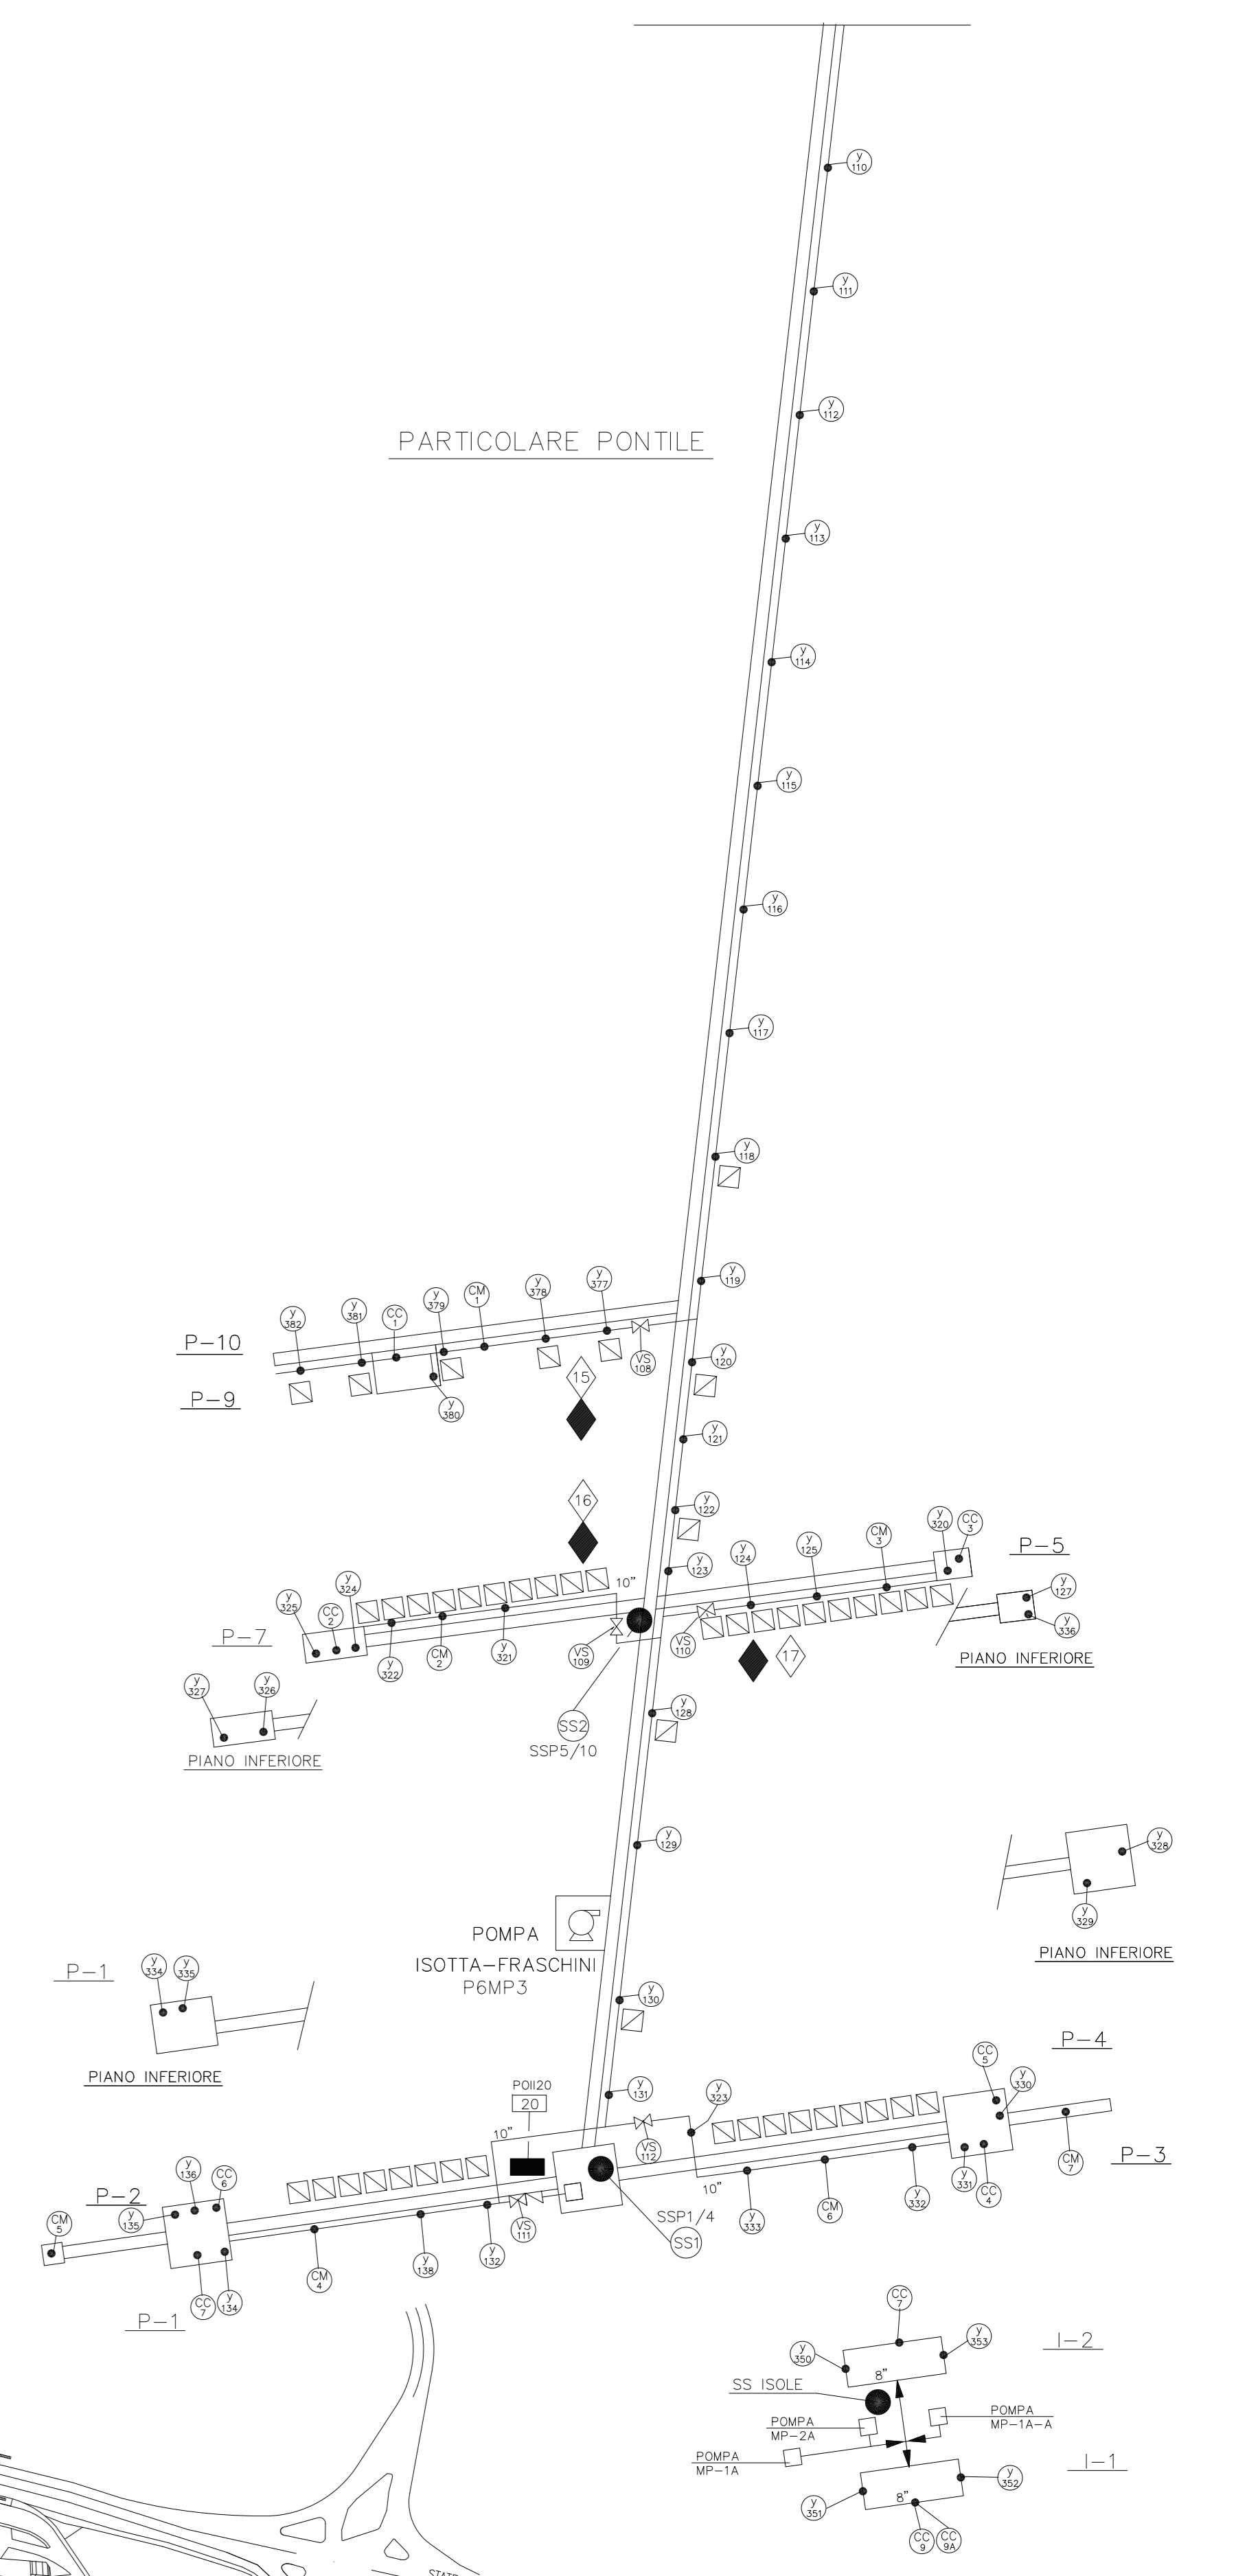 y
110
y
111
y
112
PARTICOLARE PONTILE
y
113
y
114
y
115
y
116
y
117
y
118
y
119
y
377
y
378
CM
1
y
379
CC
1
y
381
y
382
P-10
VS
108
y
120
15
P-9
y
380
y
121
16
y
122
y
320
CC
3
CM
3
P-5
y
123
y
124
y
125
10"
y
324
y
127
y
325
CC
2
y
336
P-7
VS
110
VS
109
y
321
CM
2
y
322
17
PIANO INFERIORE
y
327
y
326
y
128
SS2
SSP5/10
PIANO INFERIORE
y
129
y
328
y
329
POMPA
ISOTTA-FRASCHINI
P6MP3
PIANO INFERIORE
P-1
y
334
y
335
y
130
PIANO INFERIORE
P-4
CC
5
y
330
POII20
20
y
131
y
323
10"
VS
112
CM
7
P-3
y
331
CC
4
y
332
10"
y
136
CC
6
P-2
y
135
CM
5
SSP1/4
SS1
y
333
CM
6
VS
111
y
132
y
138
CM
4
CC
7
y
134
P-1
CC
7
y
353
y
350
I-2
8"
SS ISOLE
POMPA
MP-1A-A
POMPA
MP-2A
POMPA
MP-1A
I-1
8"
y
352
y
351
CC
9
CC
9A